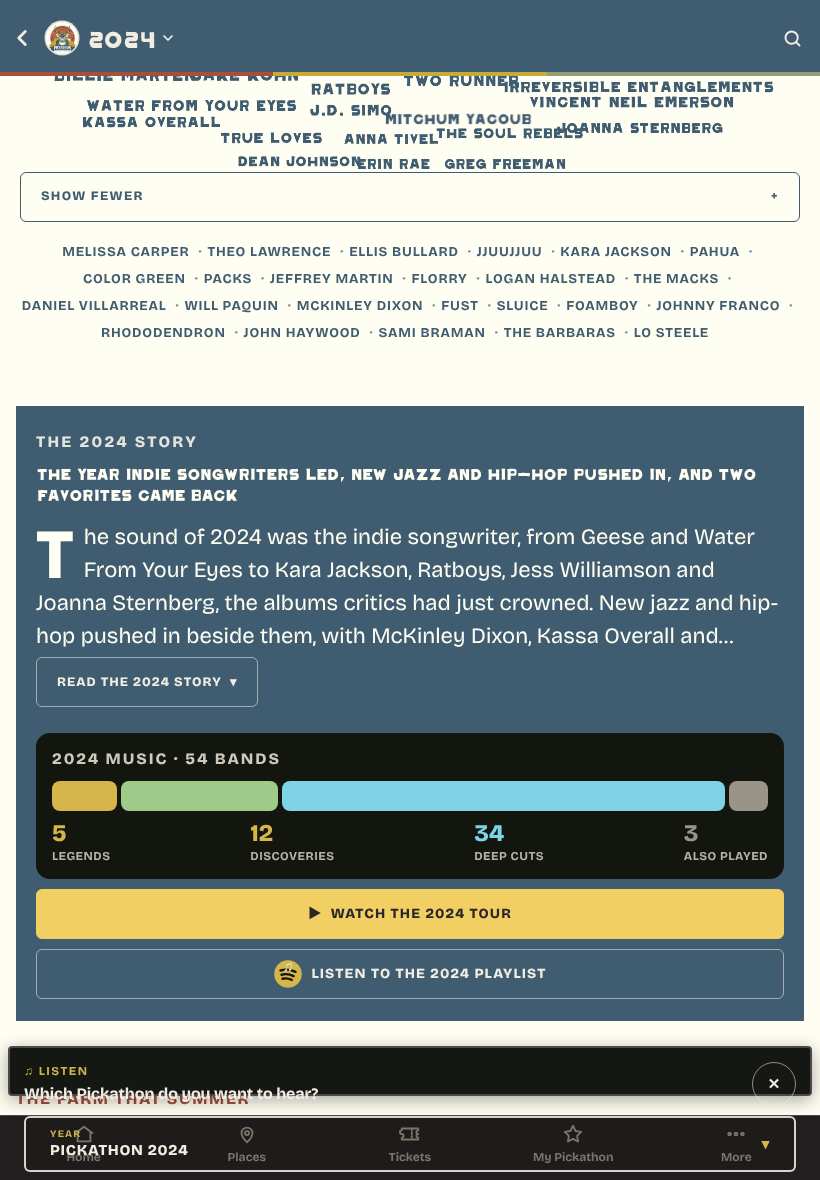 2024
BILLIE MARTEN JAKE KOHN
TWO RUNNER
RATBOYS
IRREVERSIBLE ENTANGLEMENTS
WATER FROM YOUR EYES
VINCENT NEIL EMERSON
J.D. SIMO
MITCHUM YACOUB
KASSA OVERALL
JOANNA STERNBERG
THE SOUL REBELS
TRUE LOVES
ANNA TIVEL
DEAN JOHNSON
ERIN RAE
GREG FREEMAN
SHOW FEWER +
MELISSA CARPER · THEO LAWRENCE · ELLIS BULLARD · JJUUJJUU · KARA JACKSON · PAHUA ·
COLOR GREEN · PACKS · JEFFREY MARTIN · FLORRY · LOGAN HALSTEAD · THE MACKS ·
DANIEL VILLARREAL · WILL PAQUIN · MCKINLEY DIXON · FUST · SLUICE · FOAMBOY · JOHNNY FRANCO ·
RHODODENDRON · JOHN HAYWOOD · SAMI BRAMAN · THE BARBARAS · LO STEELE
THE 2024 STORY
THE YEAR INDIE SONGWRITERS LED, NEW JAZZ AND HIP-HOP PUSHED IN, AND TWO
FAVORITES CAME BACK
The sound of 2024 was the indie songwriter, from Geese and Water
From Your Eyes to Kara Jackson, Ratboys, Jess Williamson and
Joanna Sternberg, the albums critics had just crowned. New jazz and hip-
hop pushed in beside them, with McKinley Dixon, Kassa Overall and...
READ THE 2024 STORY ▾
2024 MUSIC · 54 BANDS
5 12 34 3
LEGENDS DISCOVERIES DEEP CUTS ALSO PLAYED
▶ WATCH THE 2024 TOUR
LISTEN TO THE 2024 PLAYLIST
♫ LISTEN
Which Pickathon do you want to hear?
×
THE FARM THAT SUMMER
YEAR
PICKATHON 2024 ▼
Home Places Tickets My Pickathon More